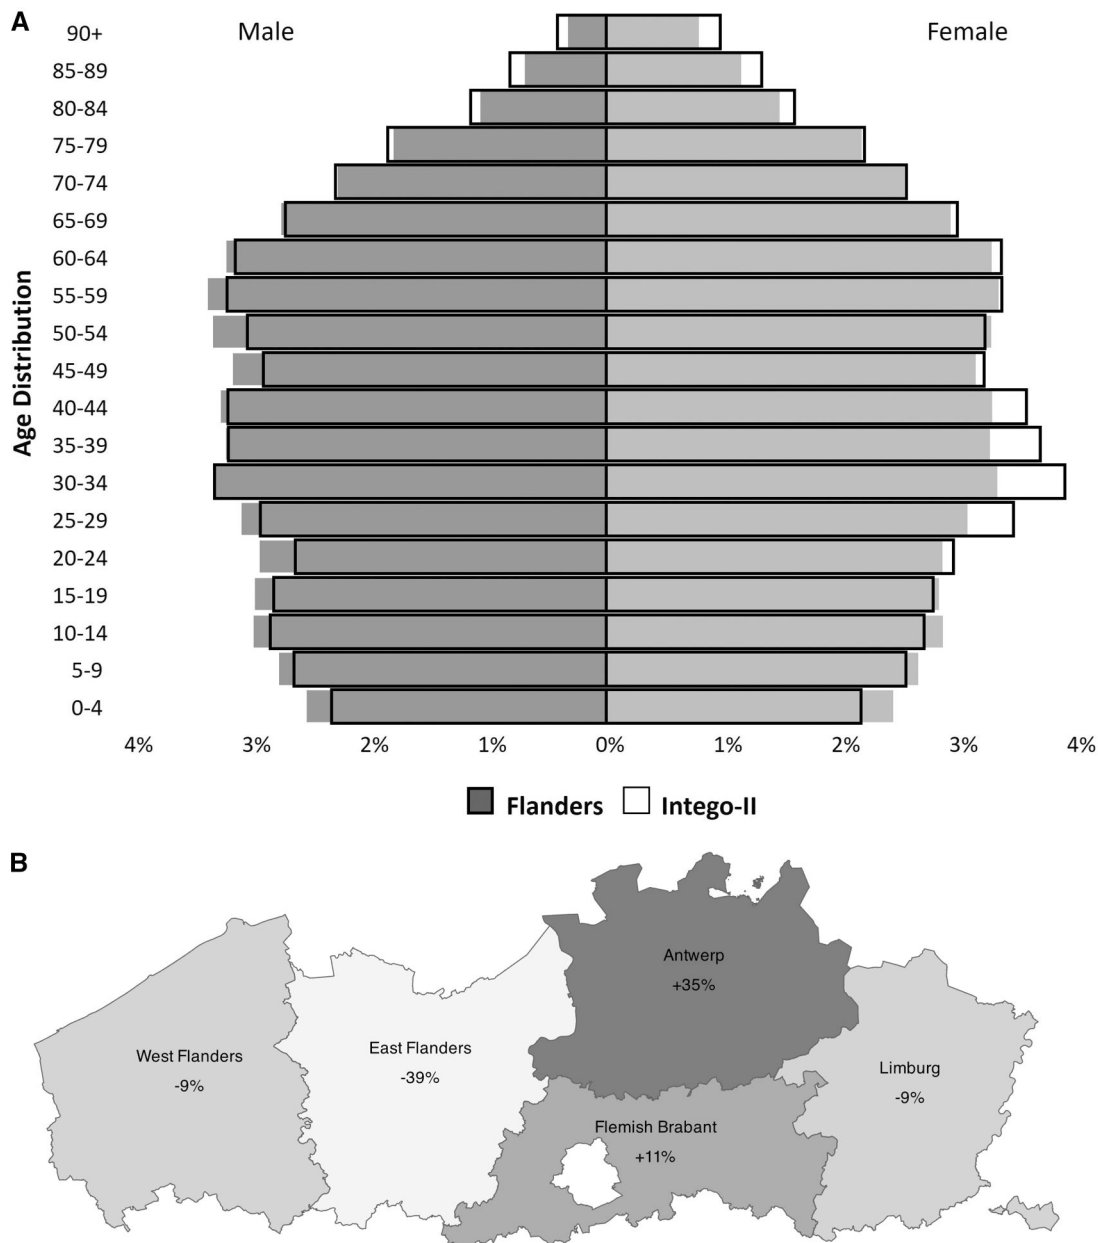 A
Male
Female
Age Distribution
90+
85-89
80-84
75-79
70-74
65-69
60-64
55-59
50-54
45-49
40-44
35-39
30-34
25-29
20-24
15-19
10-14
5-9
0-4
4% 3% 2% 1% 0% 1% 2% 3% 4%
Flanders Intego-II
B
Antwerp
+35%
West Flanders
-9%
East Flanders
-39%
Limburg
-9%
Flemish Brabant
+11%